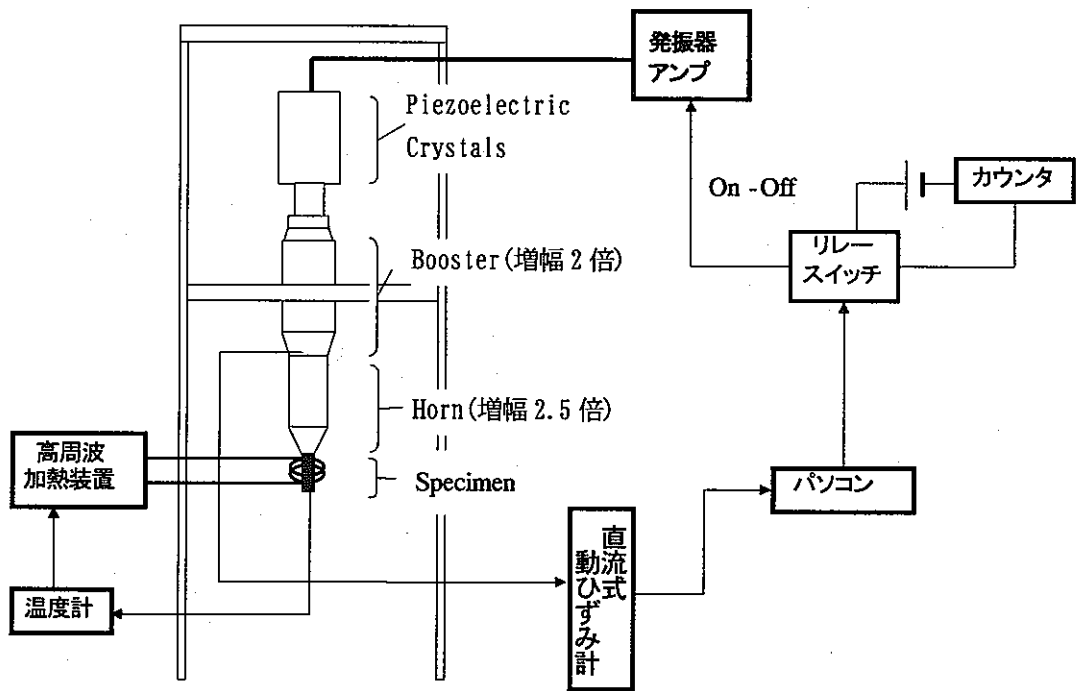 発振器
アンプ
Piezoelectric
Crystals
On - Off
カウンタ
リレー
スイッチ
Booster(増幅2倍)
Horn(増幅2.5倍)
高周波
加熱装置
Specimen
パソコン
直流式
動ひずみ計
温度計